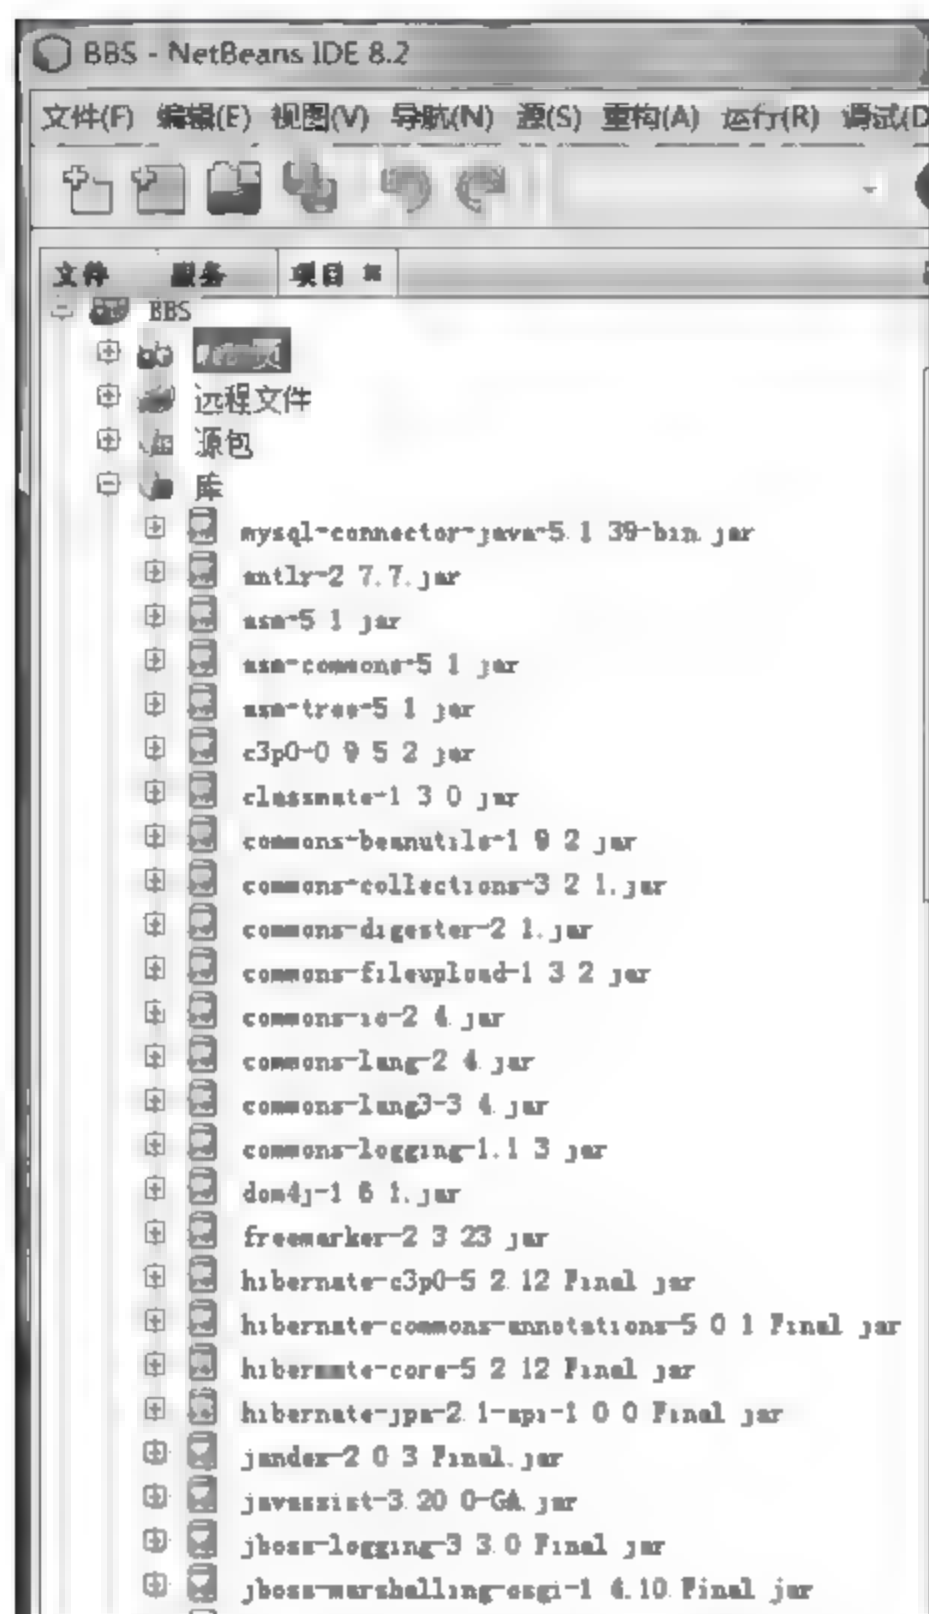 BBS - NetBeans IDE 8.2
文件(F) 编辑(E) 视图(V) 导航(N) 源(S) 重构(A) 运行(R) 调试(D
文件 服务 项目
BBS
Web 页
远程文件
源包
库
mysql-connector-java-5.1.39-bin.jar
antlr-2.7.7.jar
asm-5.1.jar
asm-commons-5.1.jar
asm-tree-5.1.jar
c3p0-0.9.5.2.jar
classmate-1.3.0.jar
commons-beanutils-1.9.2.jar
commons-collections-3.2.1.jar
commons-digester-2.1.jar
commons-fileupload-1.3.2.jar
commons-io-2.4.jar
commons-lang-2.4.jar
commons-lang3-3.4.jar
commons-logging-1.1.3.jar
dom4j-1.6.1.jar
freemarker-2.3.23.jar
hibernate-c3p0-5.2.12.Final.jar
hibernate-commons-annotations-5.0.1.Final.jar
hibernate-core-5.2.12.Final.jar
hibernate-jpa-2.1-api-1.0.0.Final.jar
jandex-2.0.3.Final.jar
javassist-3.20.0-GA.jar
jboss-logging-3.3.0.Final.jar
jboss-marshalling-osgi-1.4.10.Final.jar